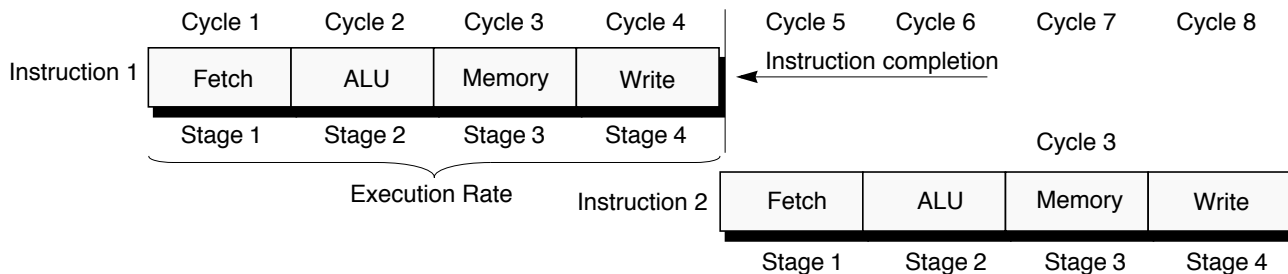 Cycle 1 Cycle 2 Cycle 3 Cycle 4 Cycle 5 Cycle 6 Cycle 7 Cycle 8
Instruction 1 Fetch ALU Memory Write Instruction completion
Stage 1 Stage 2 Stage 3 Stage 4
Cycle 3
Execution Rate
Instruction 2 Fetch ALU Memory Write
Stage 1 Stage 2 Stage 3 Stage 4